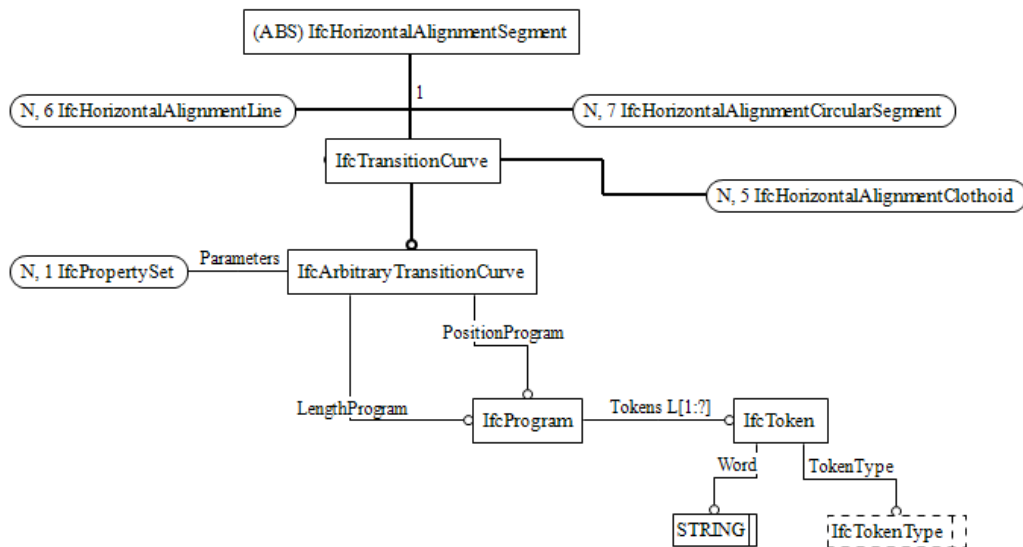 (ABS) IfcHorizontalAlignmentSegment
1
N, 6 IfcHorizontalAlignmentLine
N, 7 IfcHorizontalAlignmentCircularSegment
IfcTransitionCurve
N, 5 IfcHorizontalAlignmentClothoid
Parameters
N, 1 IfcPropertySet
IfcArbitraryTransitionCurve
PositionProgram
LengthProgram
Tokens L[1:?]
IfcProgram
IfcToken
Word
TokenType
STRING
IfcTokenType